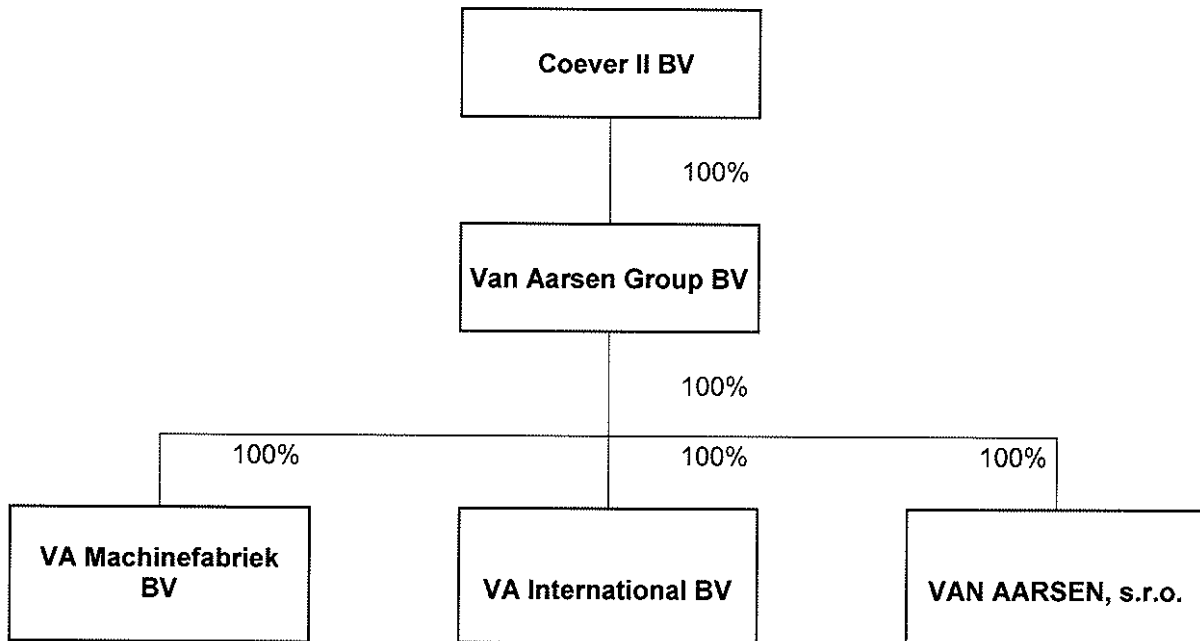 Coever II BV
100%
Van Aarsen Group BV
100%
100%
100%
100%
VA Machinefabriek
BV
VA International BV
VAN AARSEN, s.r.o.